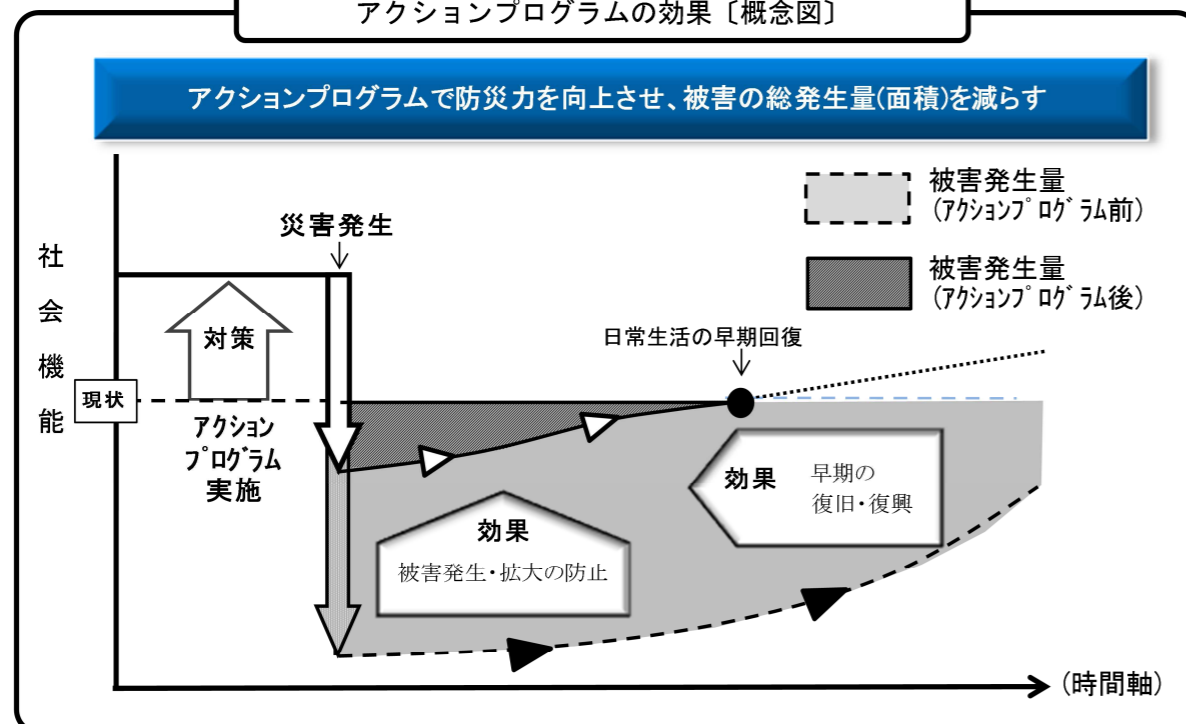 アクションプログラムの効果〔概念図〕
アクションプログラムで防災力を向上させ、被害の総発生量(面積)を減らす
被害発生量
(ｱｸｼｮﾝﾌﾟﾛｸﾞﾗﾑ前)
被害発生量
(ｱｸｼｮﾝﾌﾟﾛｸﾞﾗﾑ後)
災害発生
↓
社会機能
対策
日常生活の早期回復
↓
現状
ｱｸｼｮﾝ
ﾌﾟﾛｸﾞﾗﾑ
実施
効果 早期の
復旧・復興
効果
被害発生・拡大の防止
(時間軸)